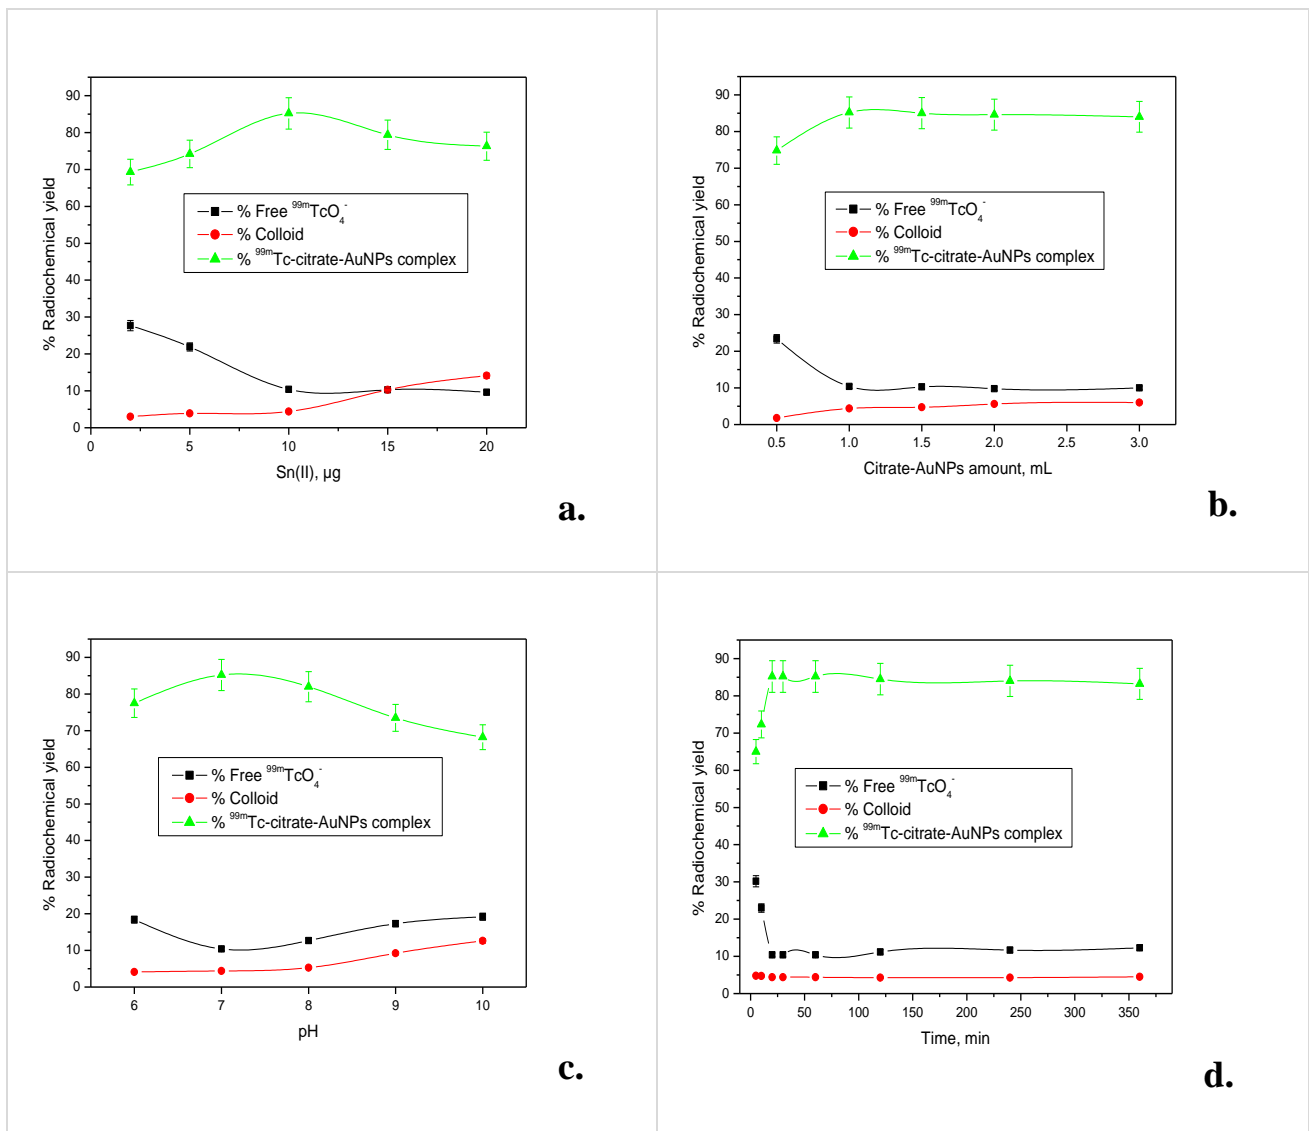 % Radiochemical yield
90
80
70
60
50
40
30
20
10
0
% Free ⁹⁹ᵐTcO₄⁻
% Colloid
% ⁹⁹ᵐTc-citrate-AuNPs complex
0 5 10 15 20
Sn(II), µg
a.
% Radiochemical yield
90
80
70
60
50
40
30
20
10
0
% Free ⁹⁹ᵐTcO₄⁻
% Colloid
% ⁹⁹ᵐTc-citrate-AuNPs complex
0.5 1.0 1.5 2.0 2.5 3.0
Citrate-AuNPs amount, mL
b.
% Radiochemical yield
90
80
70
60
50
40
30
20
10
0
% Free ⁹⁹ᵐTcO₄⁻
% Colloid
% ⁹⁹ᵐTc-citrate-AuNPs complex
6 7 8 9 10
pH
c.
% Radiochemical yield
90
80
70
60
50
40
30
20
10
0
% Free ⁹⁹ᵐTcO₄⁻
% Colloid
% ⁹⁹ᵐTc-citrate-AuNPs complex
0 50 100 150 200 250 300 350
Time, min
d.